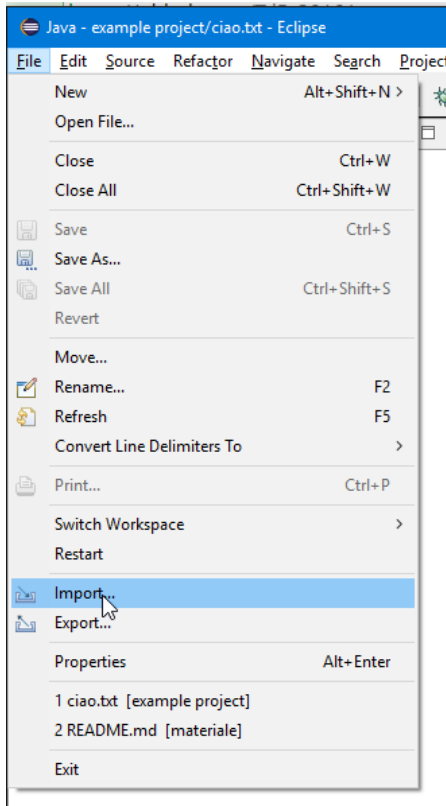 Java - example project/ciao.txt - Eclipse
File Edit Source Refactor Navigate Search Project
New Alt+Shift+N >
Open File...
Close Ctrl+W
Close All Ctrl+Shift+W
Save Ctrl+S
Save As...
Save All Ctrl+Shift+S
Revert
Move...
Rename... F2
Refresh F5
Convert Line Delimiters To >
Print... Ctrl+P
Switch Workspace >
Restart
Import...
Export...
Properties Alt+Enter
1 ciao.txt [example project]
2 README.md [materiale]
Exit